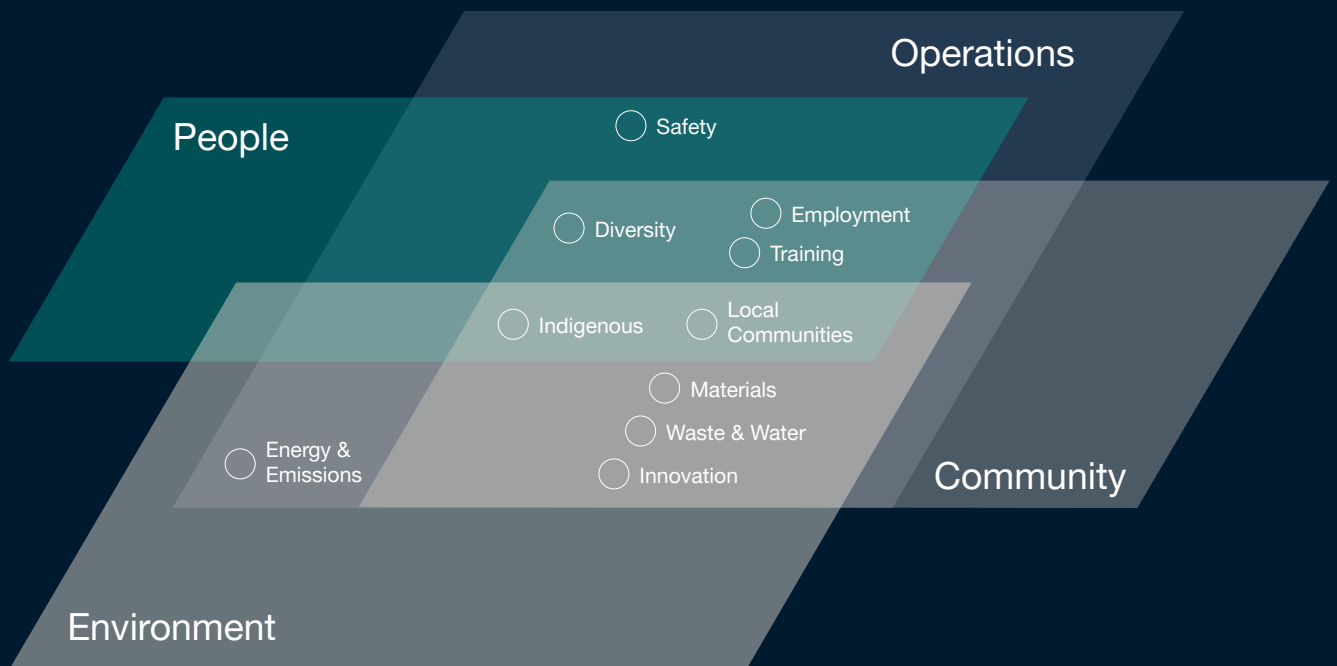 Operations
People
Safety
Employment
Diversity
Training
Local
Communities
Indigenous
Materials
Waste & Water
Energy &
Emissions
Innovation
Community
Environment